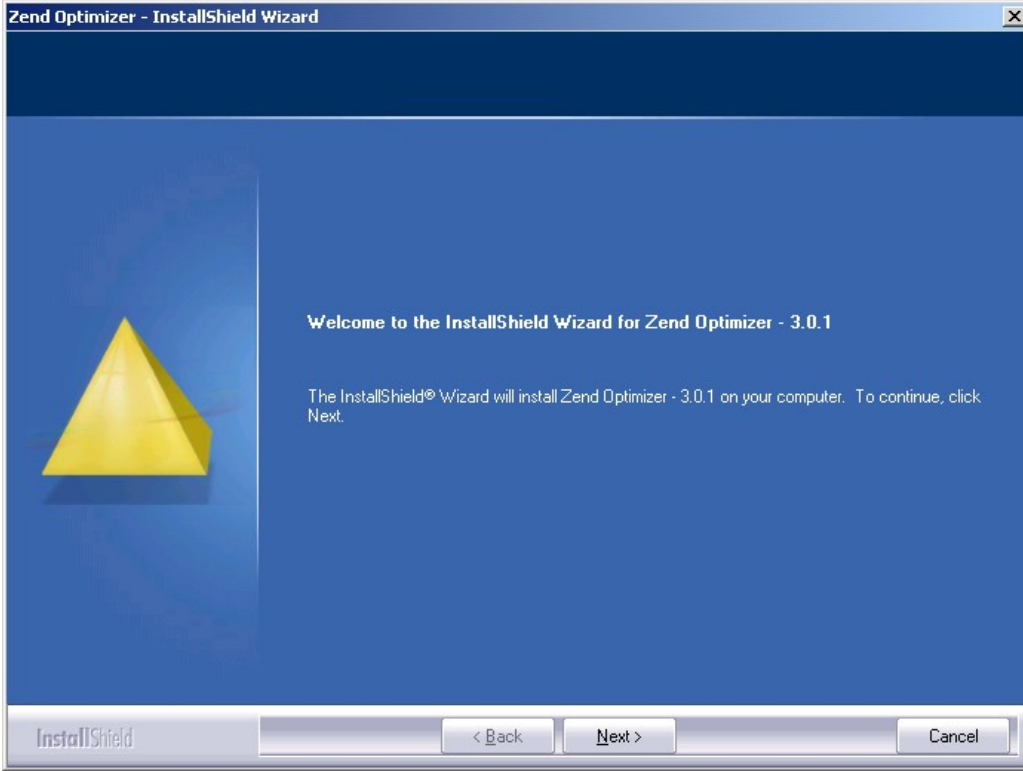 Zend Optimizer - InstallShield Wizard
Welcome to the InstallShield Wizard for Zend Optimizer - 3.0.1
The InstallShield® Wizard will install Zend Optimizer - 3.0.1 on your computer.  To continue, click
Next.
InstallShield
< Back
Next >
Cancel